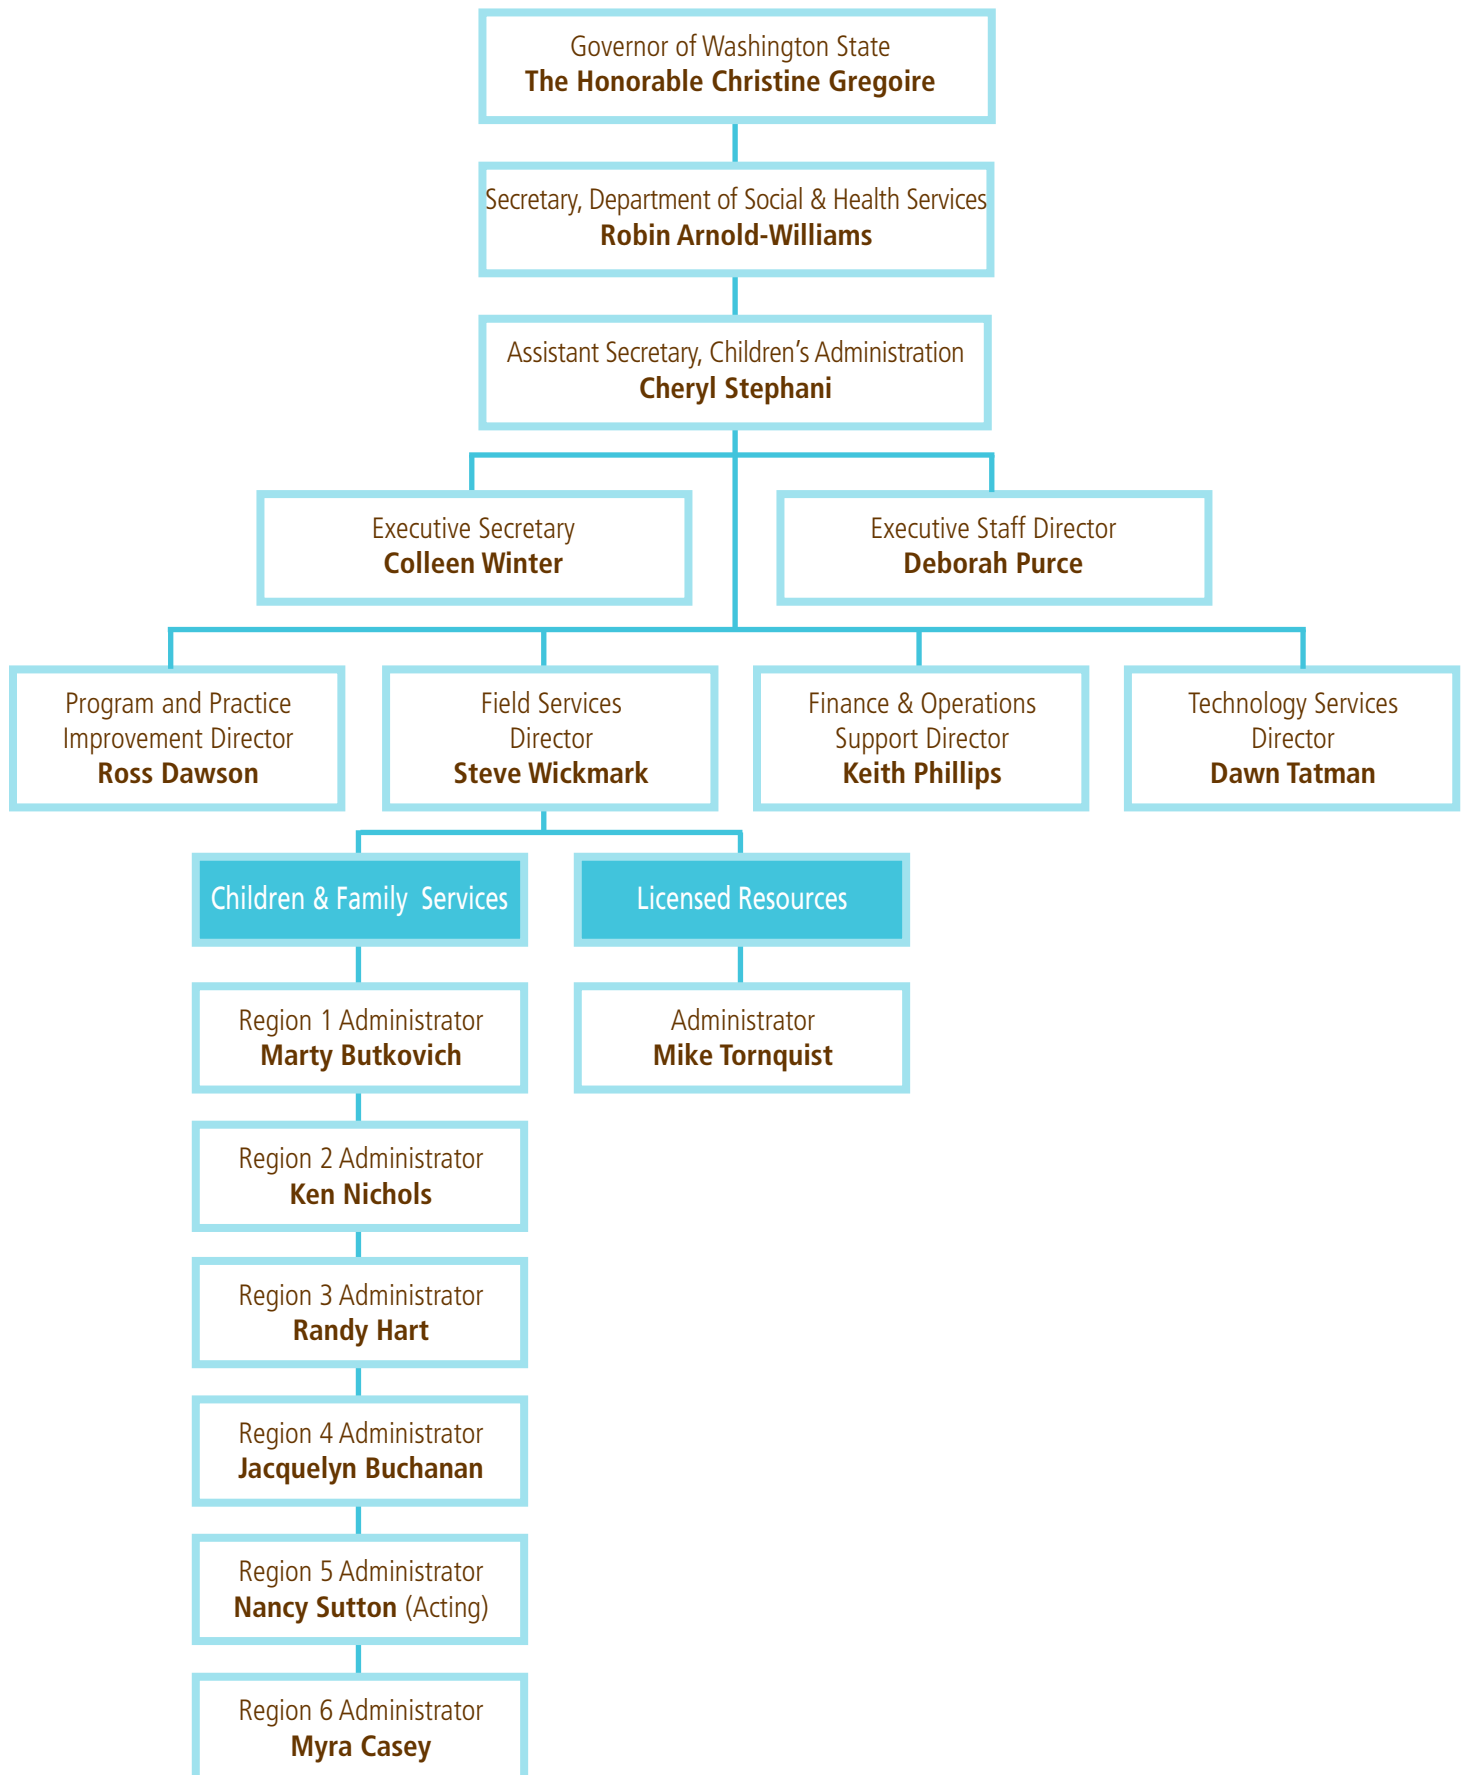 Governor of Washington State
The Honorable Christine Gregoire
Secretary, Department of Social & Health Services
Robin Arnold-Williams
Assistant Secretary, Children's Administration
Cheryl Stephani
Executive Secretary
Colleen Winter
Executive Staff Director
Deborah Purce
Program and Practice
Improvement Director
Ross Dawson
Field Services
Director
Steve Wickmark
Finance & Operations
Support Director
Keith Phillips
Technology Services
Director
Dawn Tatman
Children & Family Services
Licensed Resources
Region 1 Administrator
Marty Butkovich
Administrator
Mike Tornquist
Region 2 Administrator
Ken Nichols
Region 3 Administrator
Randy Hart
Region 4 Administrator
Jacquelyn Buchanan
Region 5 Administrator
Nancy Sutton (Acting)
Region 6 Administrator
Myra Casey